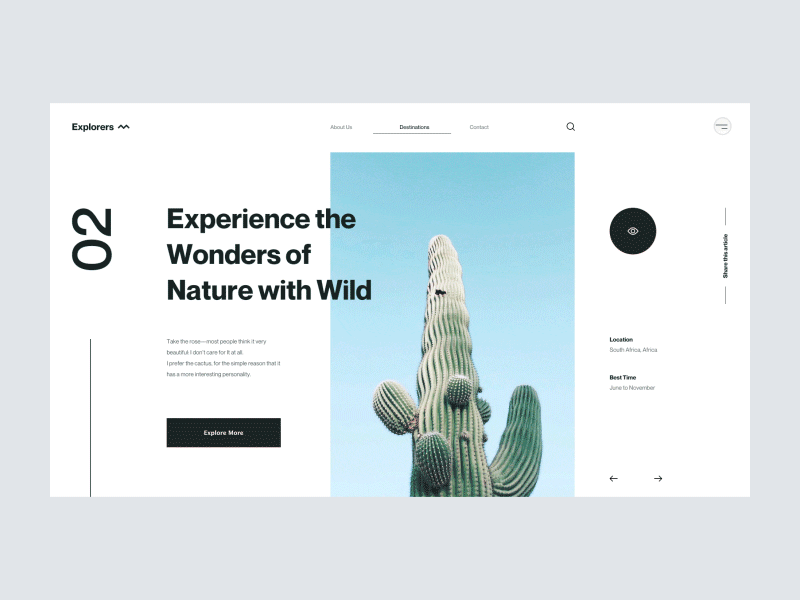 Explorers
About Us
Destinations
Contact
02
Experience the
Wonders of
Nature with Wild
Take the rose—most people think it very
beautiful: I don't care for It at all.
I prefer the cactus, for the simple reason that it
has a more interesting personality.
Explore More
Share this article
Location
South Africa, Africa
Best Time
June to November